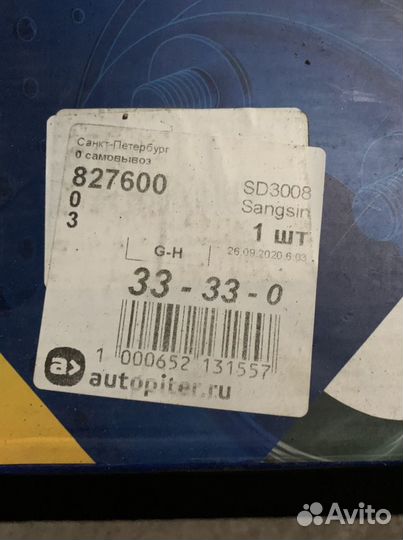 Санкт-Петербург
0 самовывоз
827600
0
3
SD3008
Sangsin
1 шт
G-H
26.09.2020 6:03
33 - 33 - 0
1 000652 131557
a>
autopiter.ru
Avito